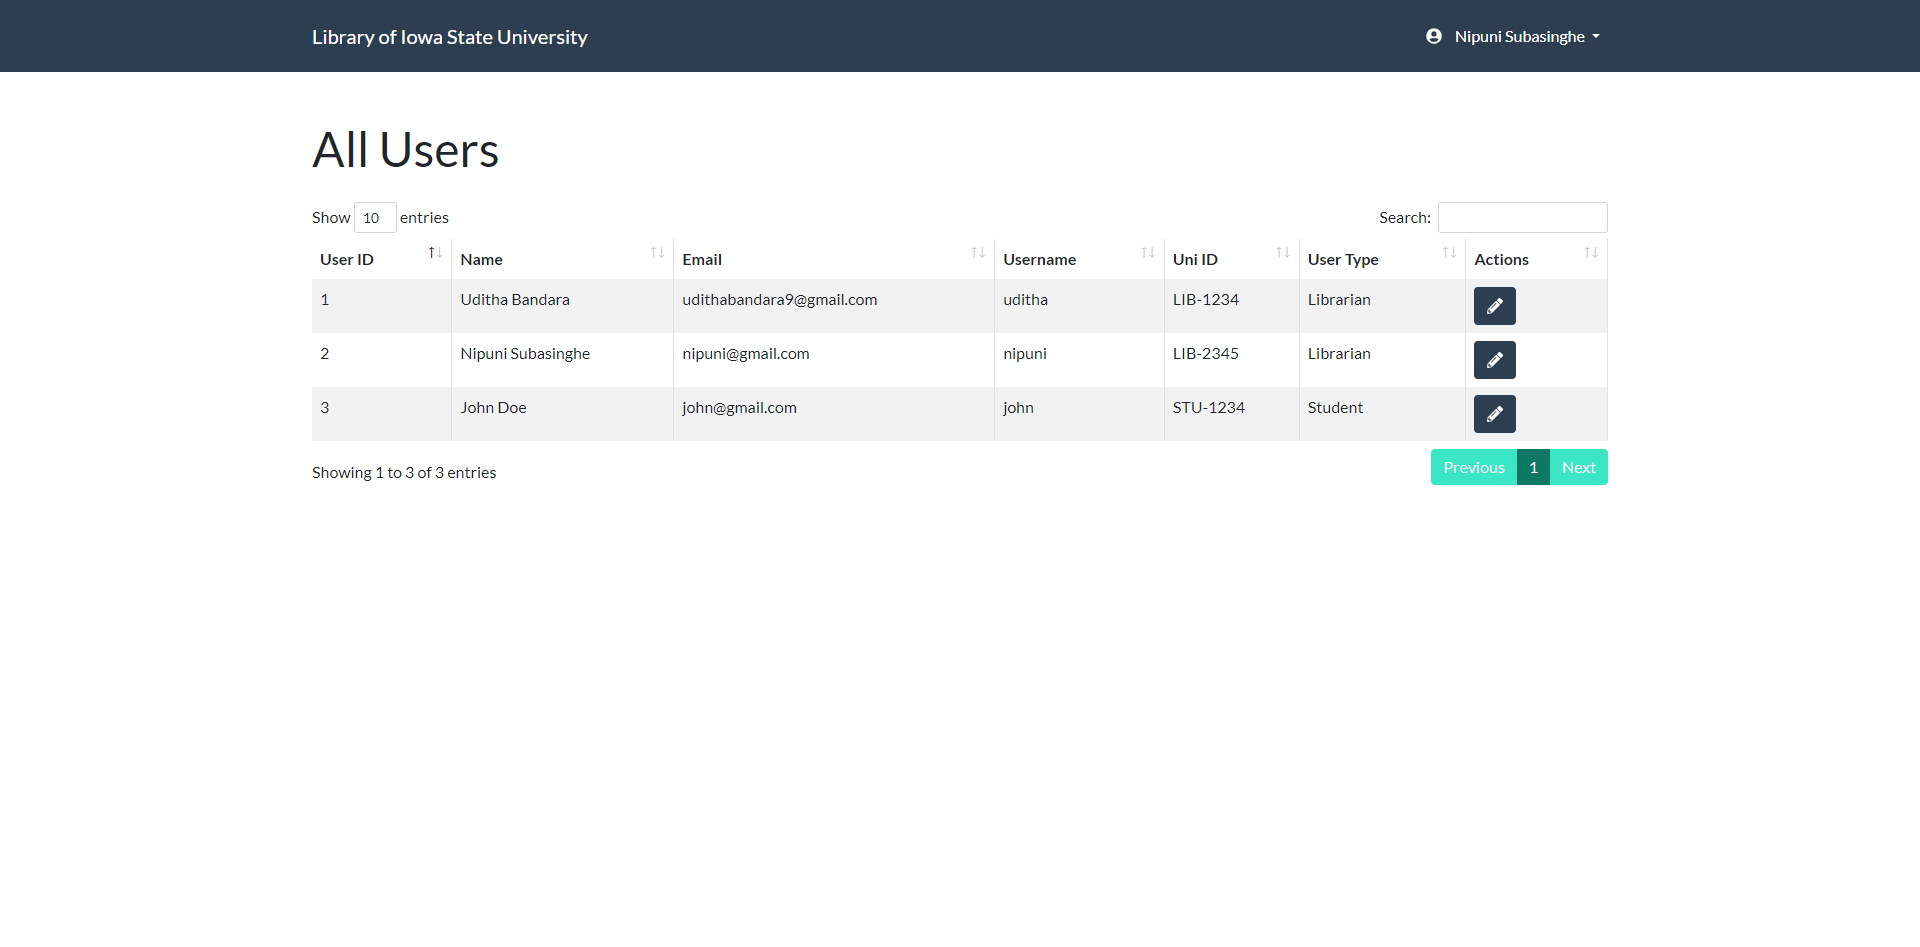 Library of Iowa State University Nipuni Subasinghe
All Users
Show 10 entries Search:
User ID Name Email Username Uni ID User Type Actions
1 Uditha Bandara udithabandara9@gmail.com uditha LIB-1234 Librarian
2 Nipuni Subasinghe nipuni@gmail.com nipuni LIB-2345 Librarian
3 John Doe john@gmail.com john STU-1234 Student
Showing 1 to 3 of 3 entries Previous 1 Next